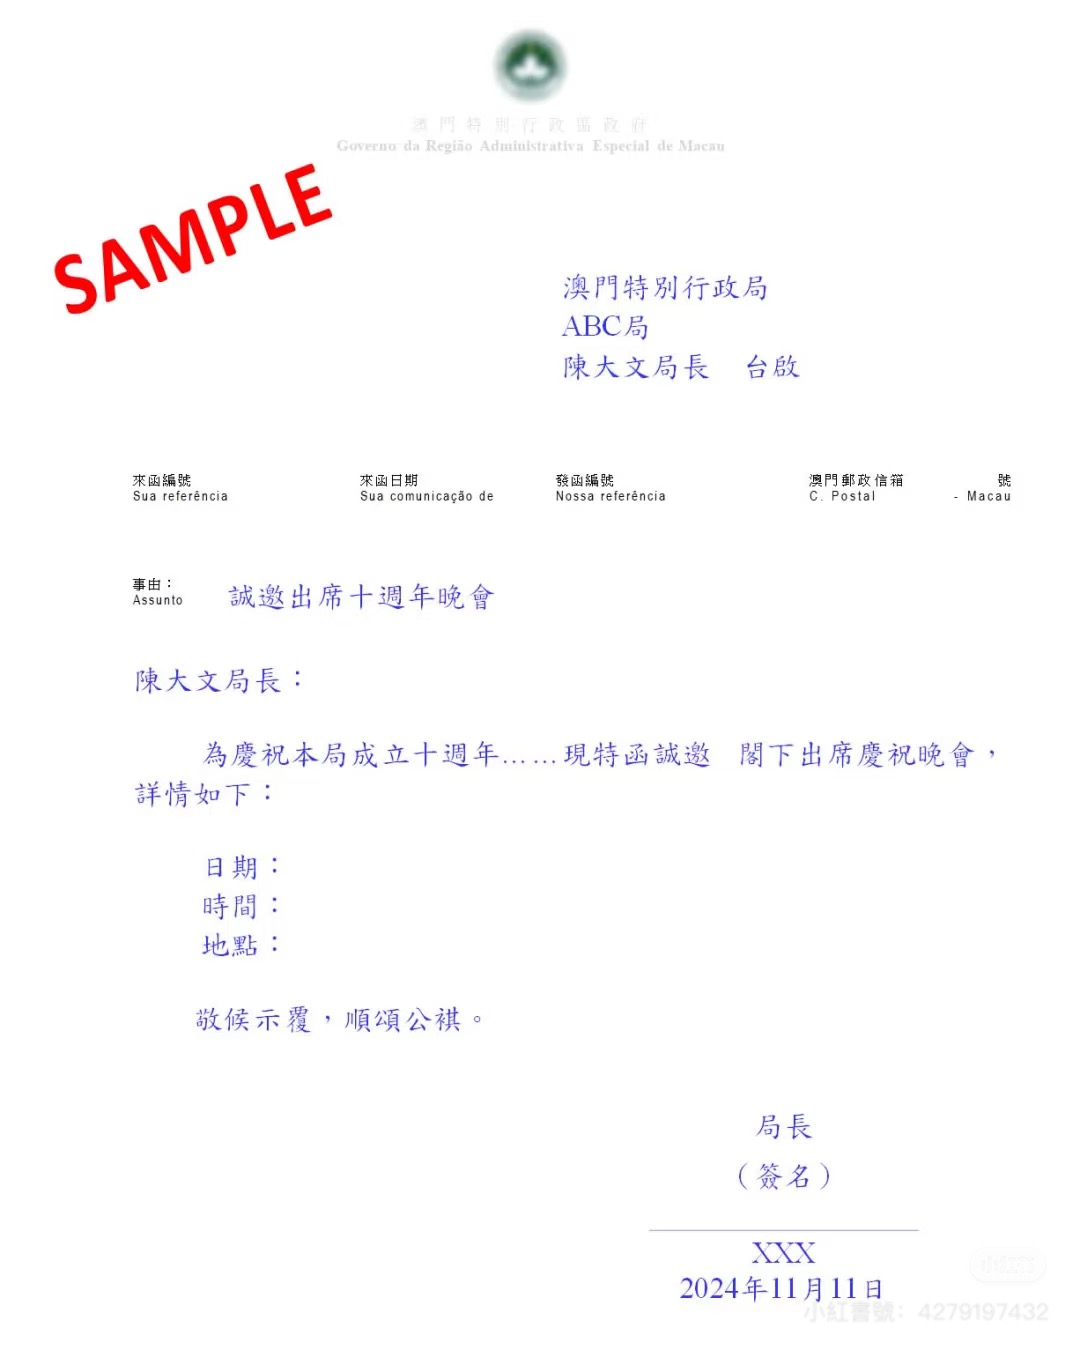 澳門特別行政區政府
Governo da Região Administrativa Especial de Macau
SAMPLE
澳門特別行政局
ABC局
陳大文局長 台啟
來函編號 來函日期 發函編號 澳門郵政信箱 號
Sua referência Sua comunicação de Nossa referência C. Postal - Macau
事由：
Assunto
誠邀出席十週年晚會
陳大文局長：
為慶祝本局成立十週年……現特函誠邀 閣下出席慶祝晚會，
詳情如下：
日期：
時間：
地點：
敬候示覆，順頌公祺。
局長
（簽名）
XXX
2024年11月11日
小紅書
小紅書號：4279197432